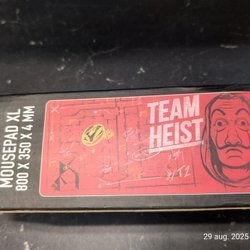 MOUSEPAD XL
800 X 350 X 4 MM
TEAM
HEIST
29 aug. 2025